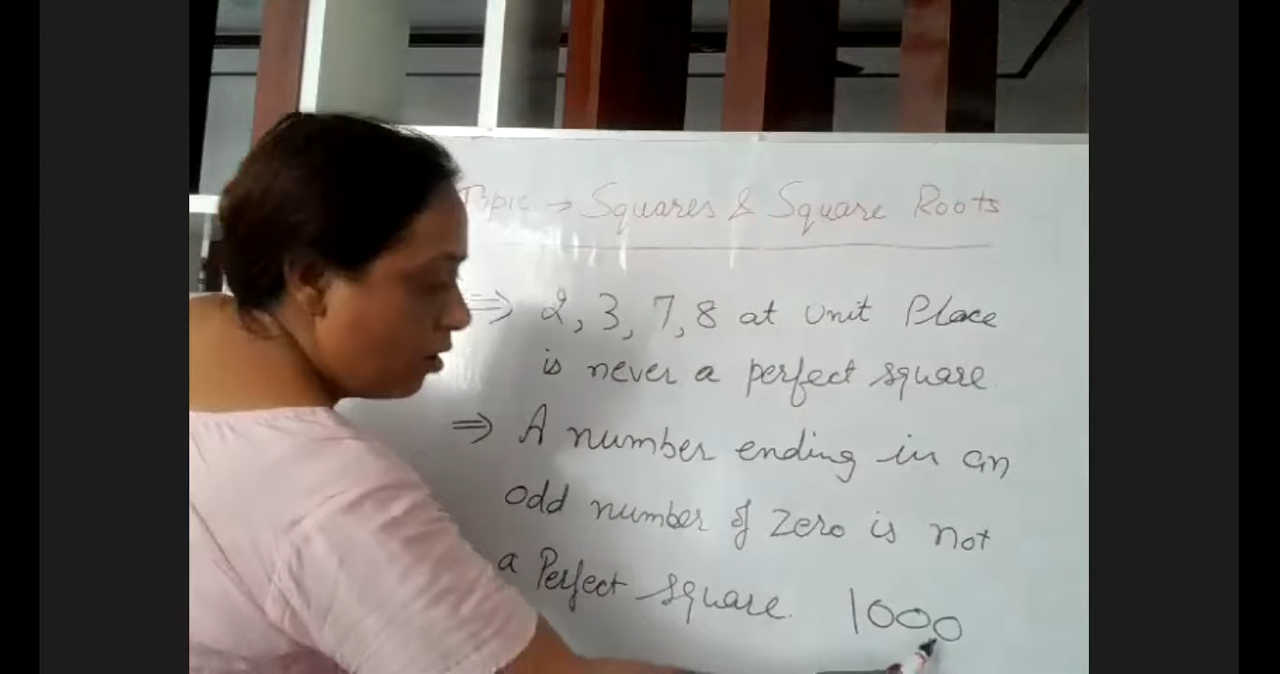 Topic → Squares & Square Roots
⇒ 2, 3, 7, 8 at Unit Place
is never a perfect square.
⇒ A number ending in an
odd number of zero is not
a Perfect square. 1000